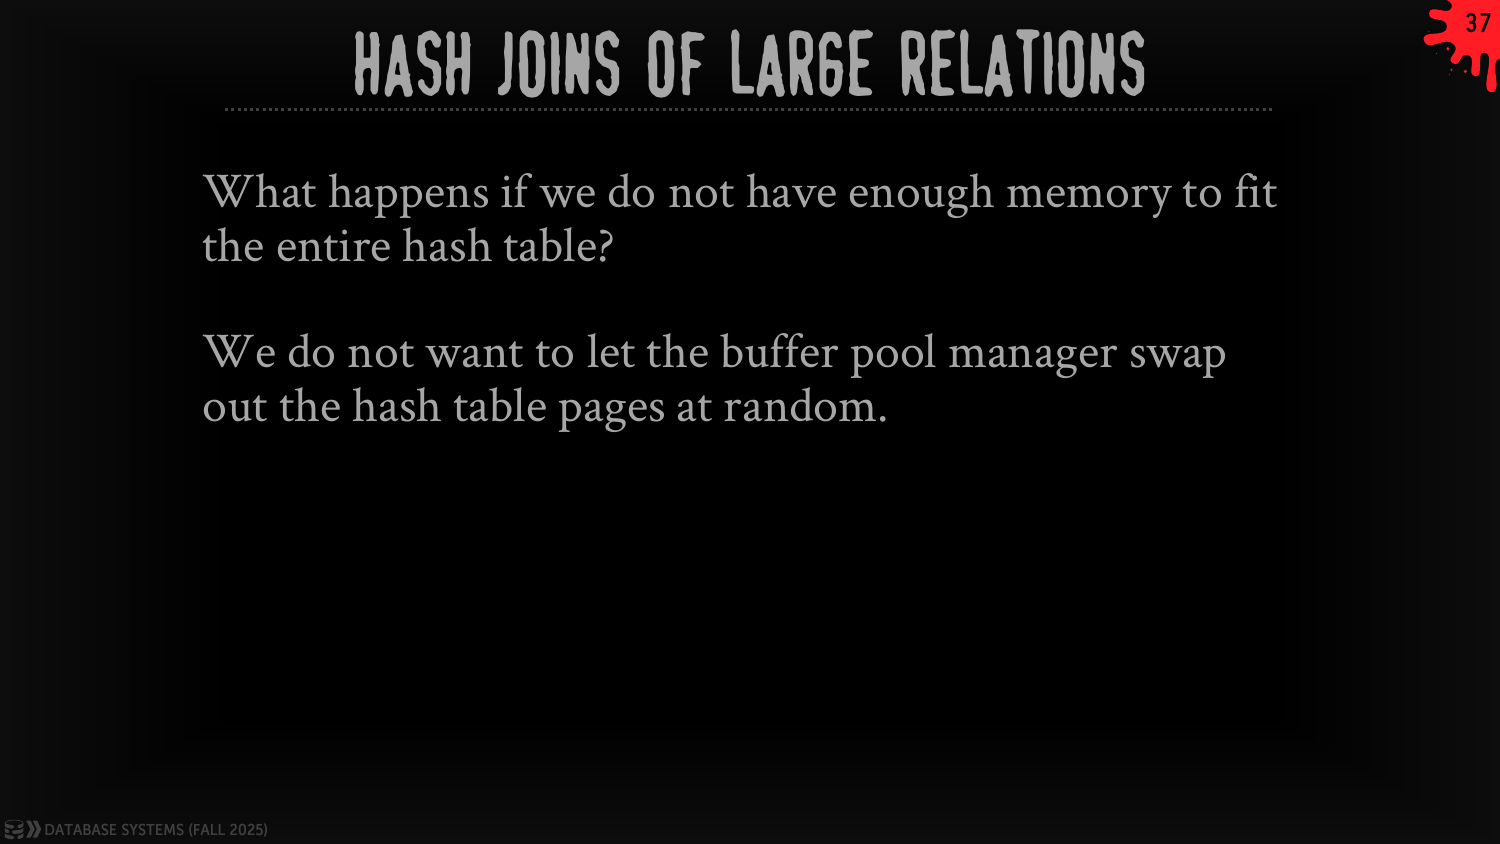 37
HASH JOINS OF LARGE RELATIONS
What happens if we do not have enough memory to fit
the entire hash table?
We do not want to let the buffer pool manager swap
out the hash table pages at random.
DATABASE SYSTEMS (FALL 2025)